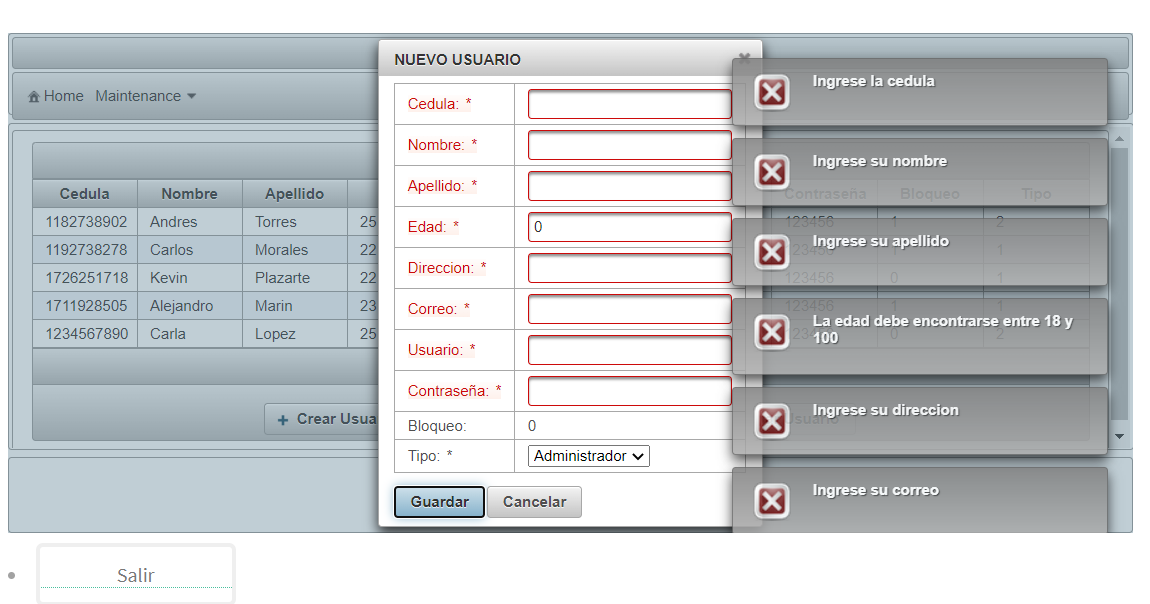 NUEVO USUARIO
Home Maintenance
Cedula: *
Nombre: *
Apellido: *
Edad: * 0
Direccion: *
Correo: *
Usuario: *
Contraseña: *
Bloqueo: 0
Tipo: * Administrador
Guardar Cancelar
Ingrese la cedula
Ingrese su nombre
Ingrese su apellido
La edad debe encontrarse entre 18 y
100
Ingrese su direccion
Ingrese su correo
Cedula Nombre Apellido Contraseña Bloqueo Tipo
1182738902 Andres Torres 25 123456 1 2
1192738278 Carlos Morales 22 123456 1
1726251718 Kevin Plazarte 22 123456 0 1
1711928505 Alejandro Marin 23 123456 1 1
1234567890 Carla Lopez 25 0 2
Crear Usua
Usuario
Salir